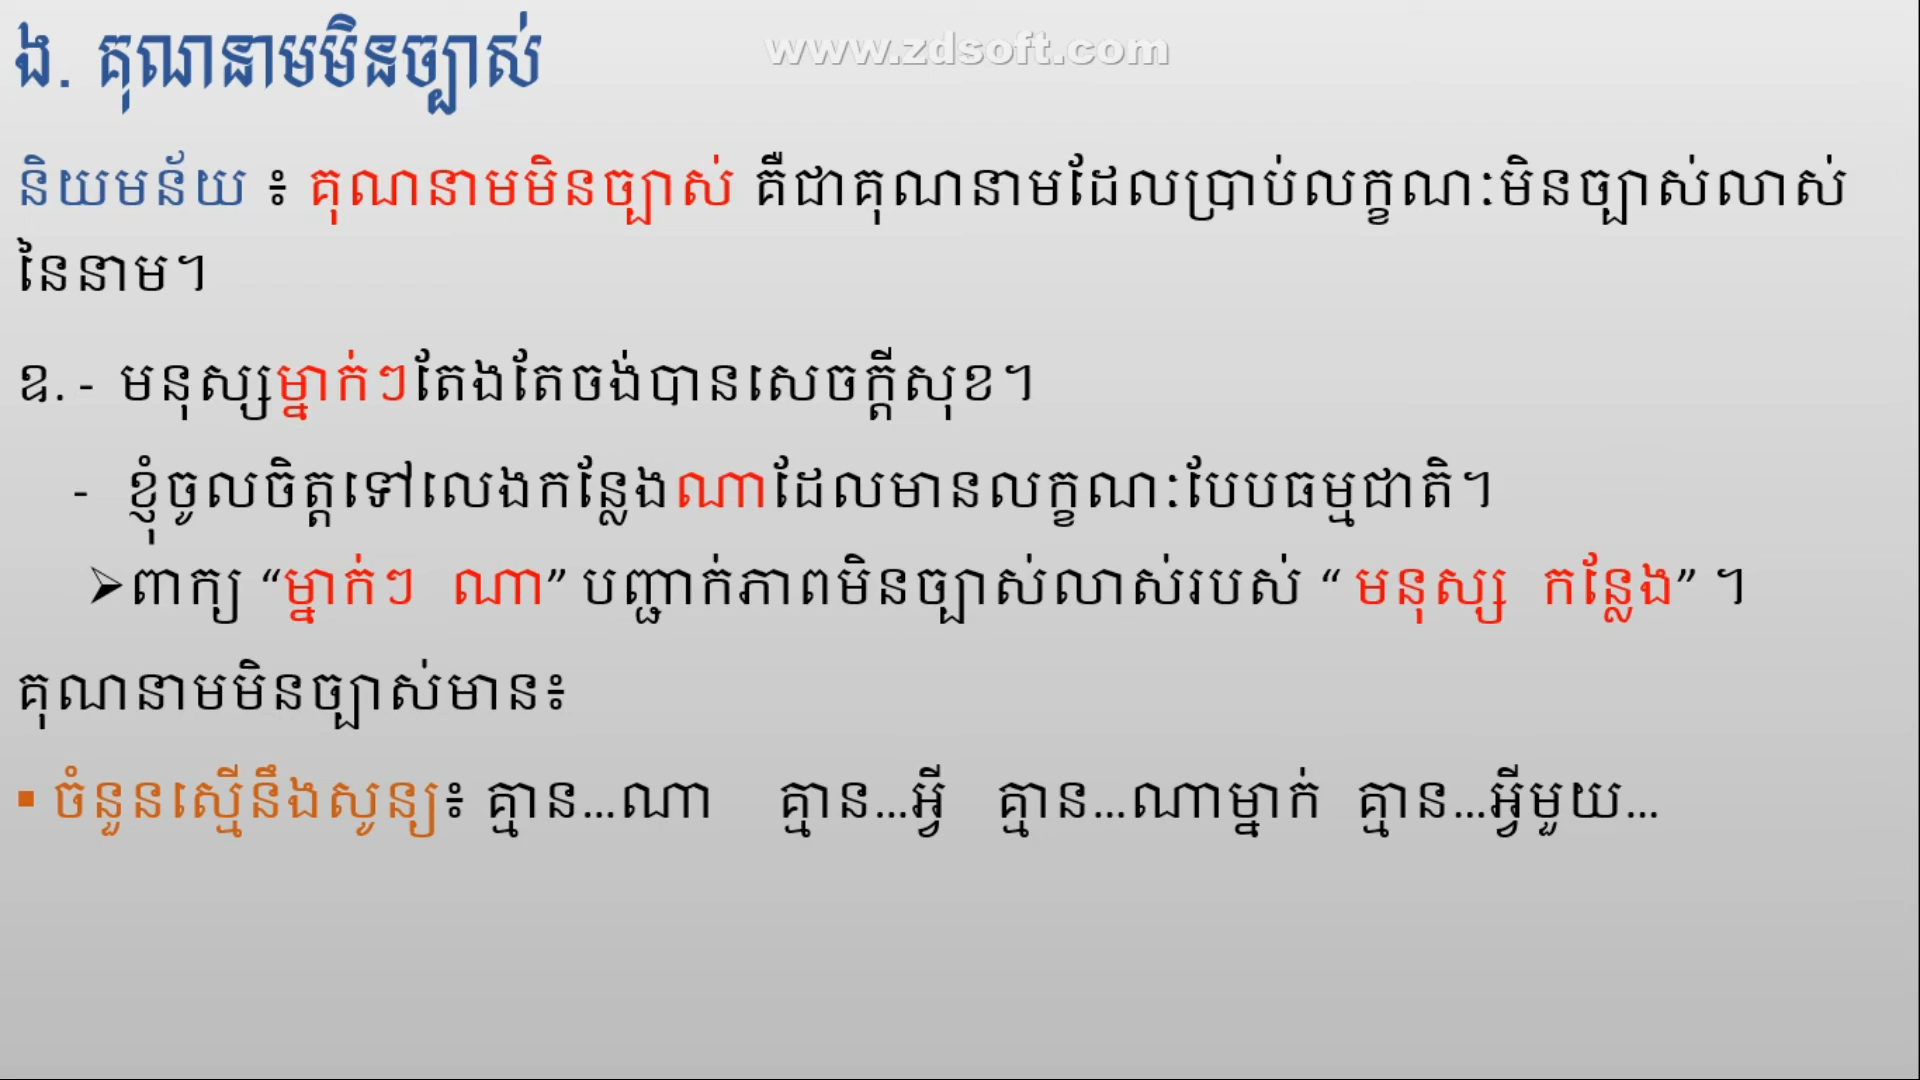 www.zdsoft.com
ង. គុណនាមមិនច្បាស់
និយមន័យ ៖ គុណនាមមិនច្បាស់ គឺជាគុណនាមដែលប្រាប់លក្ខណៈមិនច្បាស់លាស់
នៃនាម។
ឧ. - មនុស្សម្នាក់ៗតែងតែចង់បានសេចក្តីសុខ។
- ខ្ញុំចូលចិត្តទៅលេងកន្លែងណាដែលមានលក្ខណៈបែបធម្មជាតិ។
➢ពាក្យ “ម្នាក់ៗ ណា” បញ្ជាក់ភាពមិនច្បាស់លាស់របស់ “ មនុស្ស កន្លែង” ។
គុណនាមមិនច្បាស់មាន៖
▪ ចំនួនស្មើនឹងសូន្យ៖ គ្មាន...ណា គ្មាន...អ្វី គ្មាន...ណាម្នាក់ គ្មាន...អ្វីមួយ...